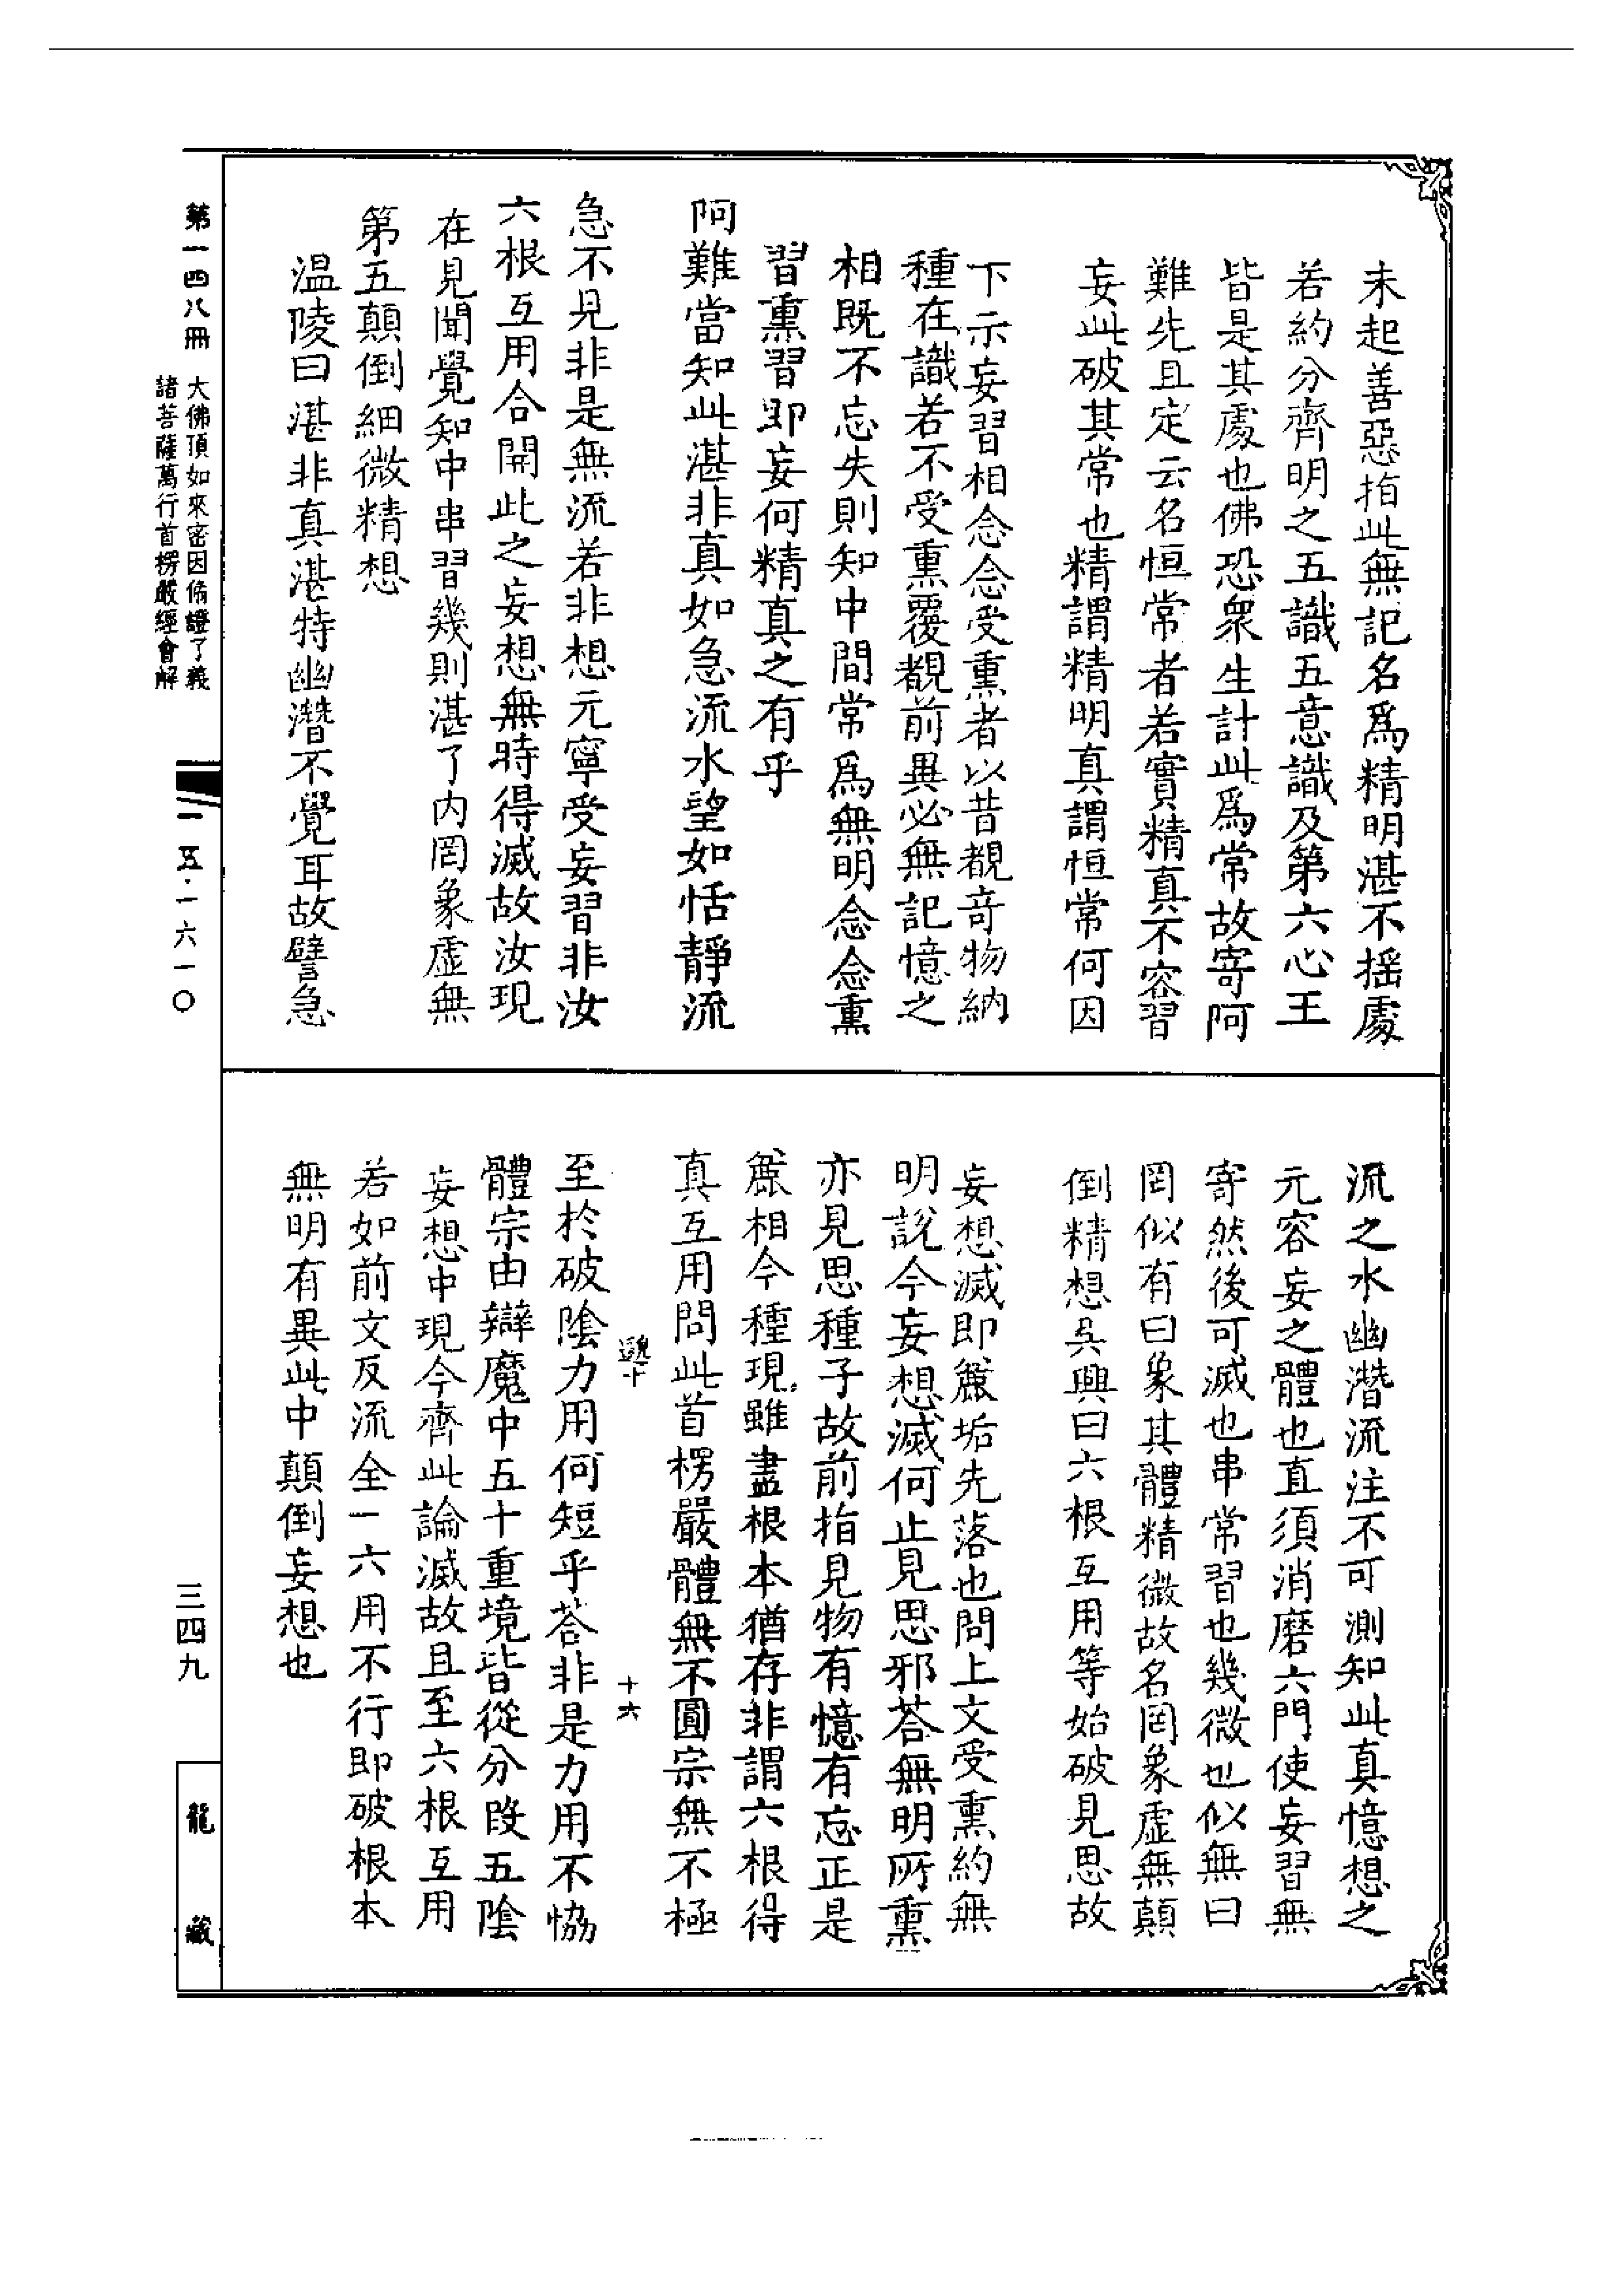 未起善惡指此無記名爲精明湛不搖處
若約分齊明之五識五意識及第六心王
皆是其處也佛恐衆生計此爲常故寄阿
難先且定云名恒常者若實精真不容習
妄此破其常也精謂精明真謂恒常何因
下示妄習相念念受熏者以昔覩奇物納
種在識若不受熏覆覩前異必無記憶之
相既不忘失則知中間常爲無明念念熏
習熏習即妄何精真之有乎
阿難當知此湛非真如急流水望如恬靜流
急不見非是無流若非想元寧受妄習非汝
六根互用合開此之妄想無時得滅故汝現
在見聞覺知中串習幾則湛了内罔象虛無
第五顛倒細微精想
温陵曰湛非真湛特幽潛不覺耳故譬急
流之水幽潛流注不可測知此真憶想之
元容妄之體也直須消磨六門使妄習無
寄然後可滅也串常習也幾微也似無曰
罔似有曰象其體精微故名罔象虛無顛
倒精想吳興曰六根互用等始破見思故
妄想滅即麤垢先落也問上文受熏約無
明說今妄想滅何止見思邪荅無明所熏
亦見思種子故前指見物有憶有忘正是
麤相今種現雖盡根本猶存非謂六根得
真互用問此首楞嚴體無不圓宗無不極
十六
至於破陰力用何短乎荅非是力用不恊
體宗由辯魔中五十重境皆從分段五陰
妄想中現今齊此論滅故且至六根互用
若如前文反流全一六用不行即破根本
無明有異此中顛倒妄想也
第一四八冊
大佛頂如來密因脩證了義
諸菩薩萬行首楞嚴經會解
一五·一六一〇
三四九
龍藏